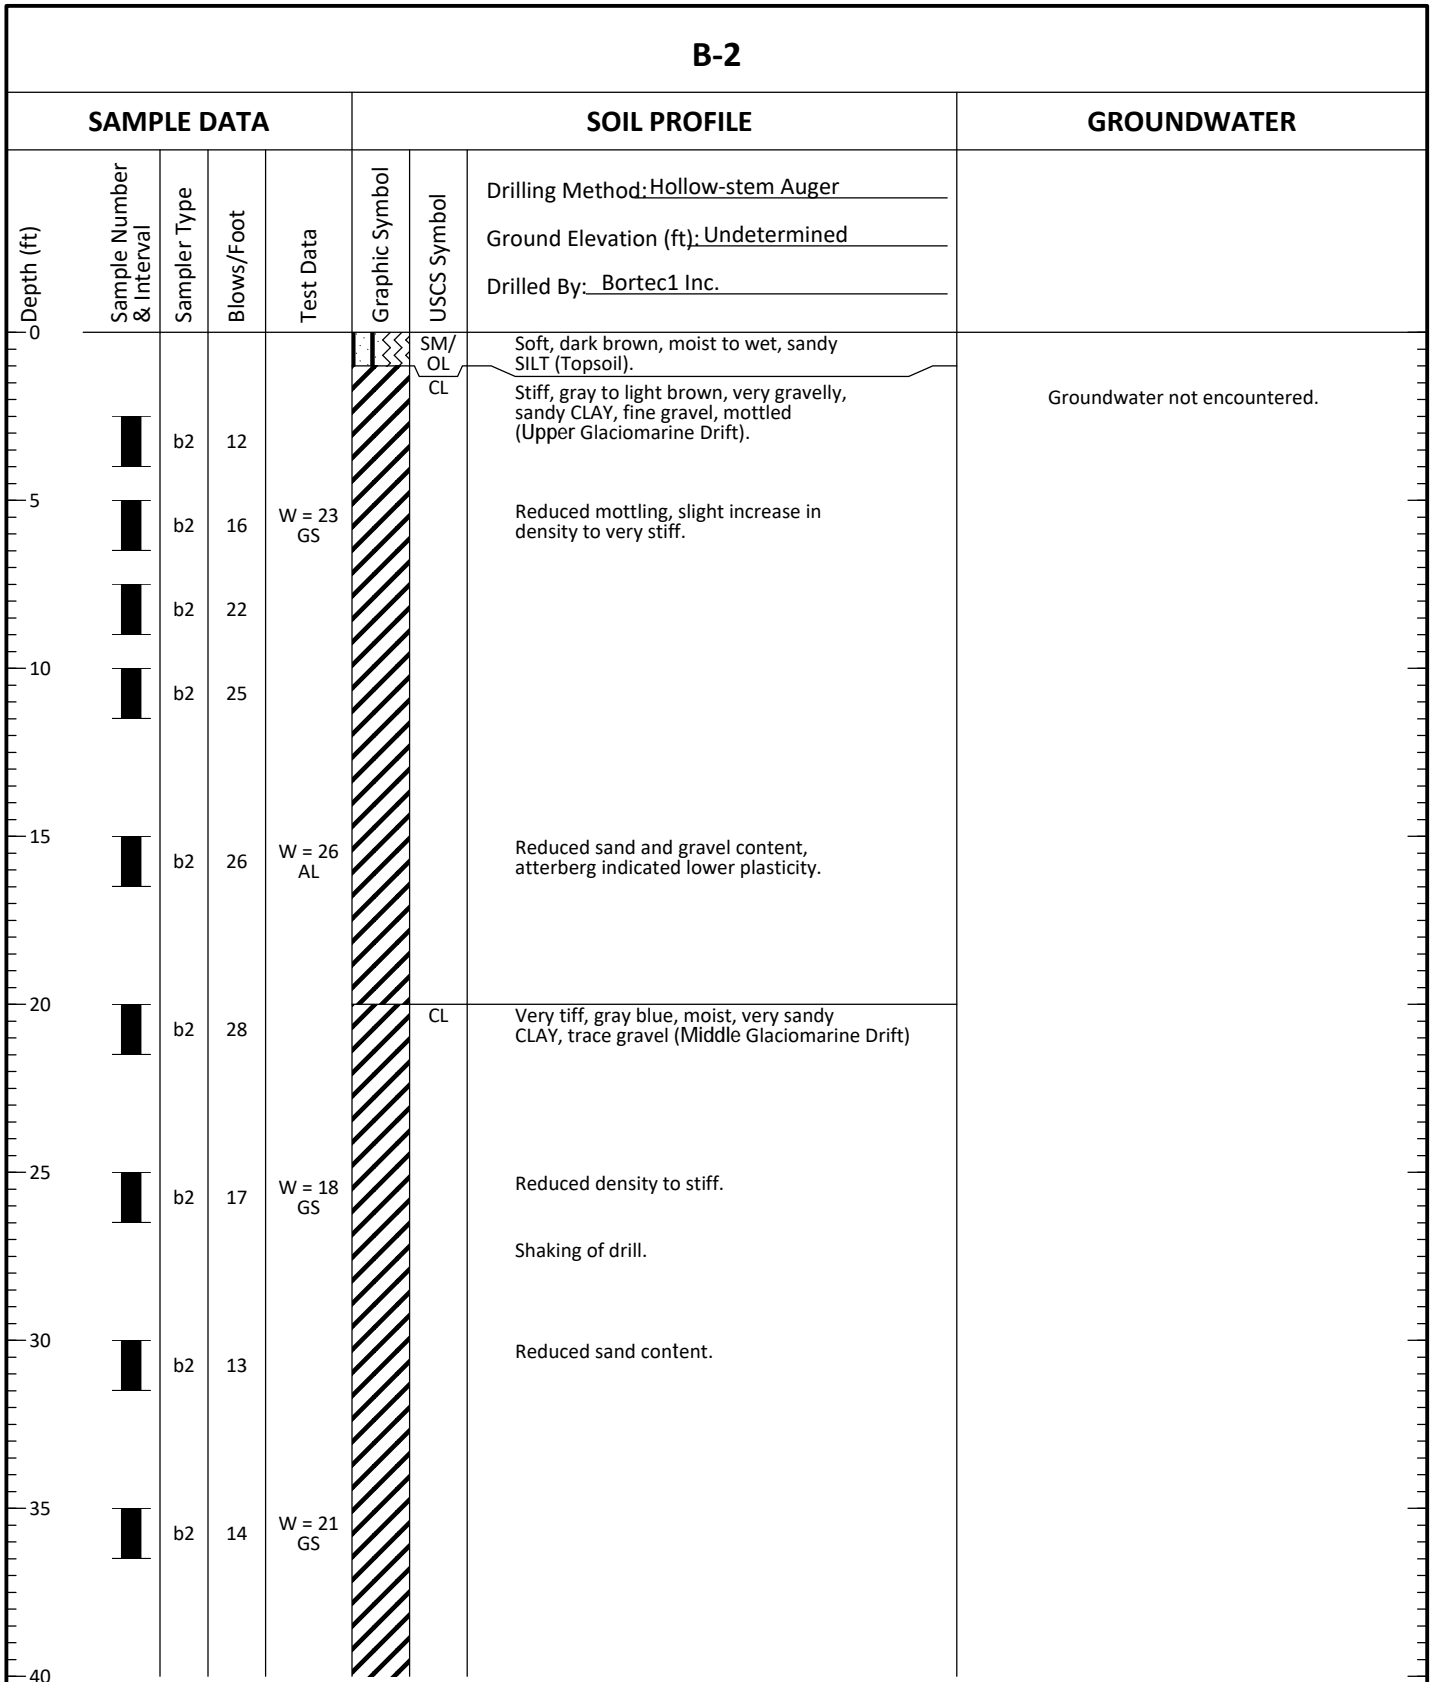 B-2
SAMPLE DATA
SOIL PROFILE
GROUNDWATER
Depth (ft)
Sample Number
& Interval
Sampler Type
Blows/Foot
Test Data
Graphic Symbol
USCS Symbol
Drilling Method: Hollow-stem Auger
Ground Elevation (ft): Undetermined
Drilled By: Bortec1 Inc.
0
SM/
OL
Soft, dark brown, moist to wet, sandy
SILT (Topsoil).
CL
Stiff, gray to light brown, very gravelly,
sandy CLAY, fine gravel, mottled
(Upper Glaciomarine Drift).
Groundwater not encountered.
b2 12
5
b2 16
W = 23
GS
Reduced mottling, slight increase in
density to very stiff.
b2 22
10
b2 25
15
b2 26
W = 26
AL
Reduced sand and gravel content,
atterberg indicated lower plasticity.
20
b2 28
CL
Very tiff, gray blue, moist, very sandy
CLAY, trace gravel (Middle Glaciomarine Drift)
25
b2 17
W = 18
GS
Reduced density to stiff.
Shaking of drill.
30
b2 13
Reduced sand content.
35
b2 14
W = 21
GS
40